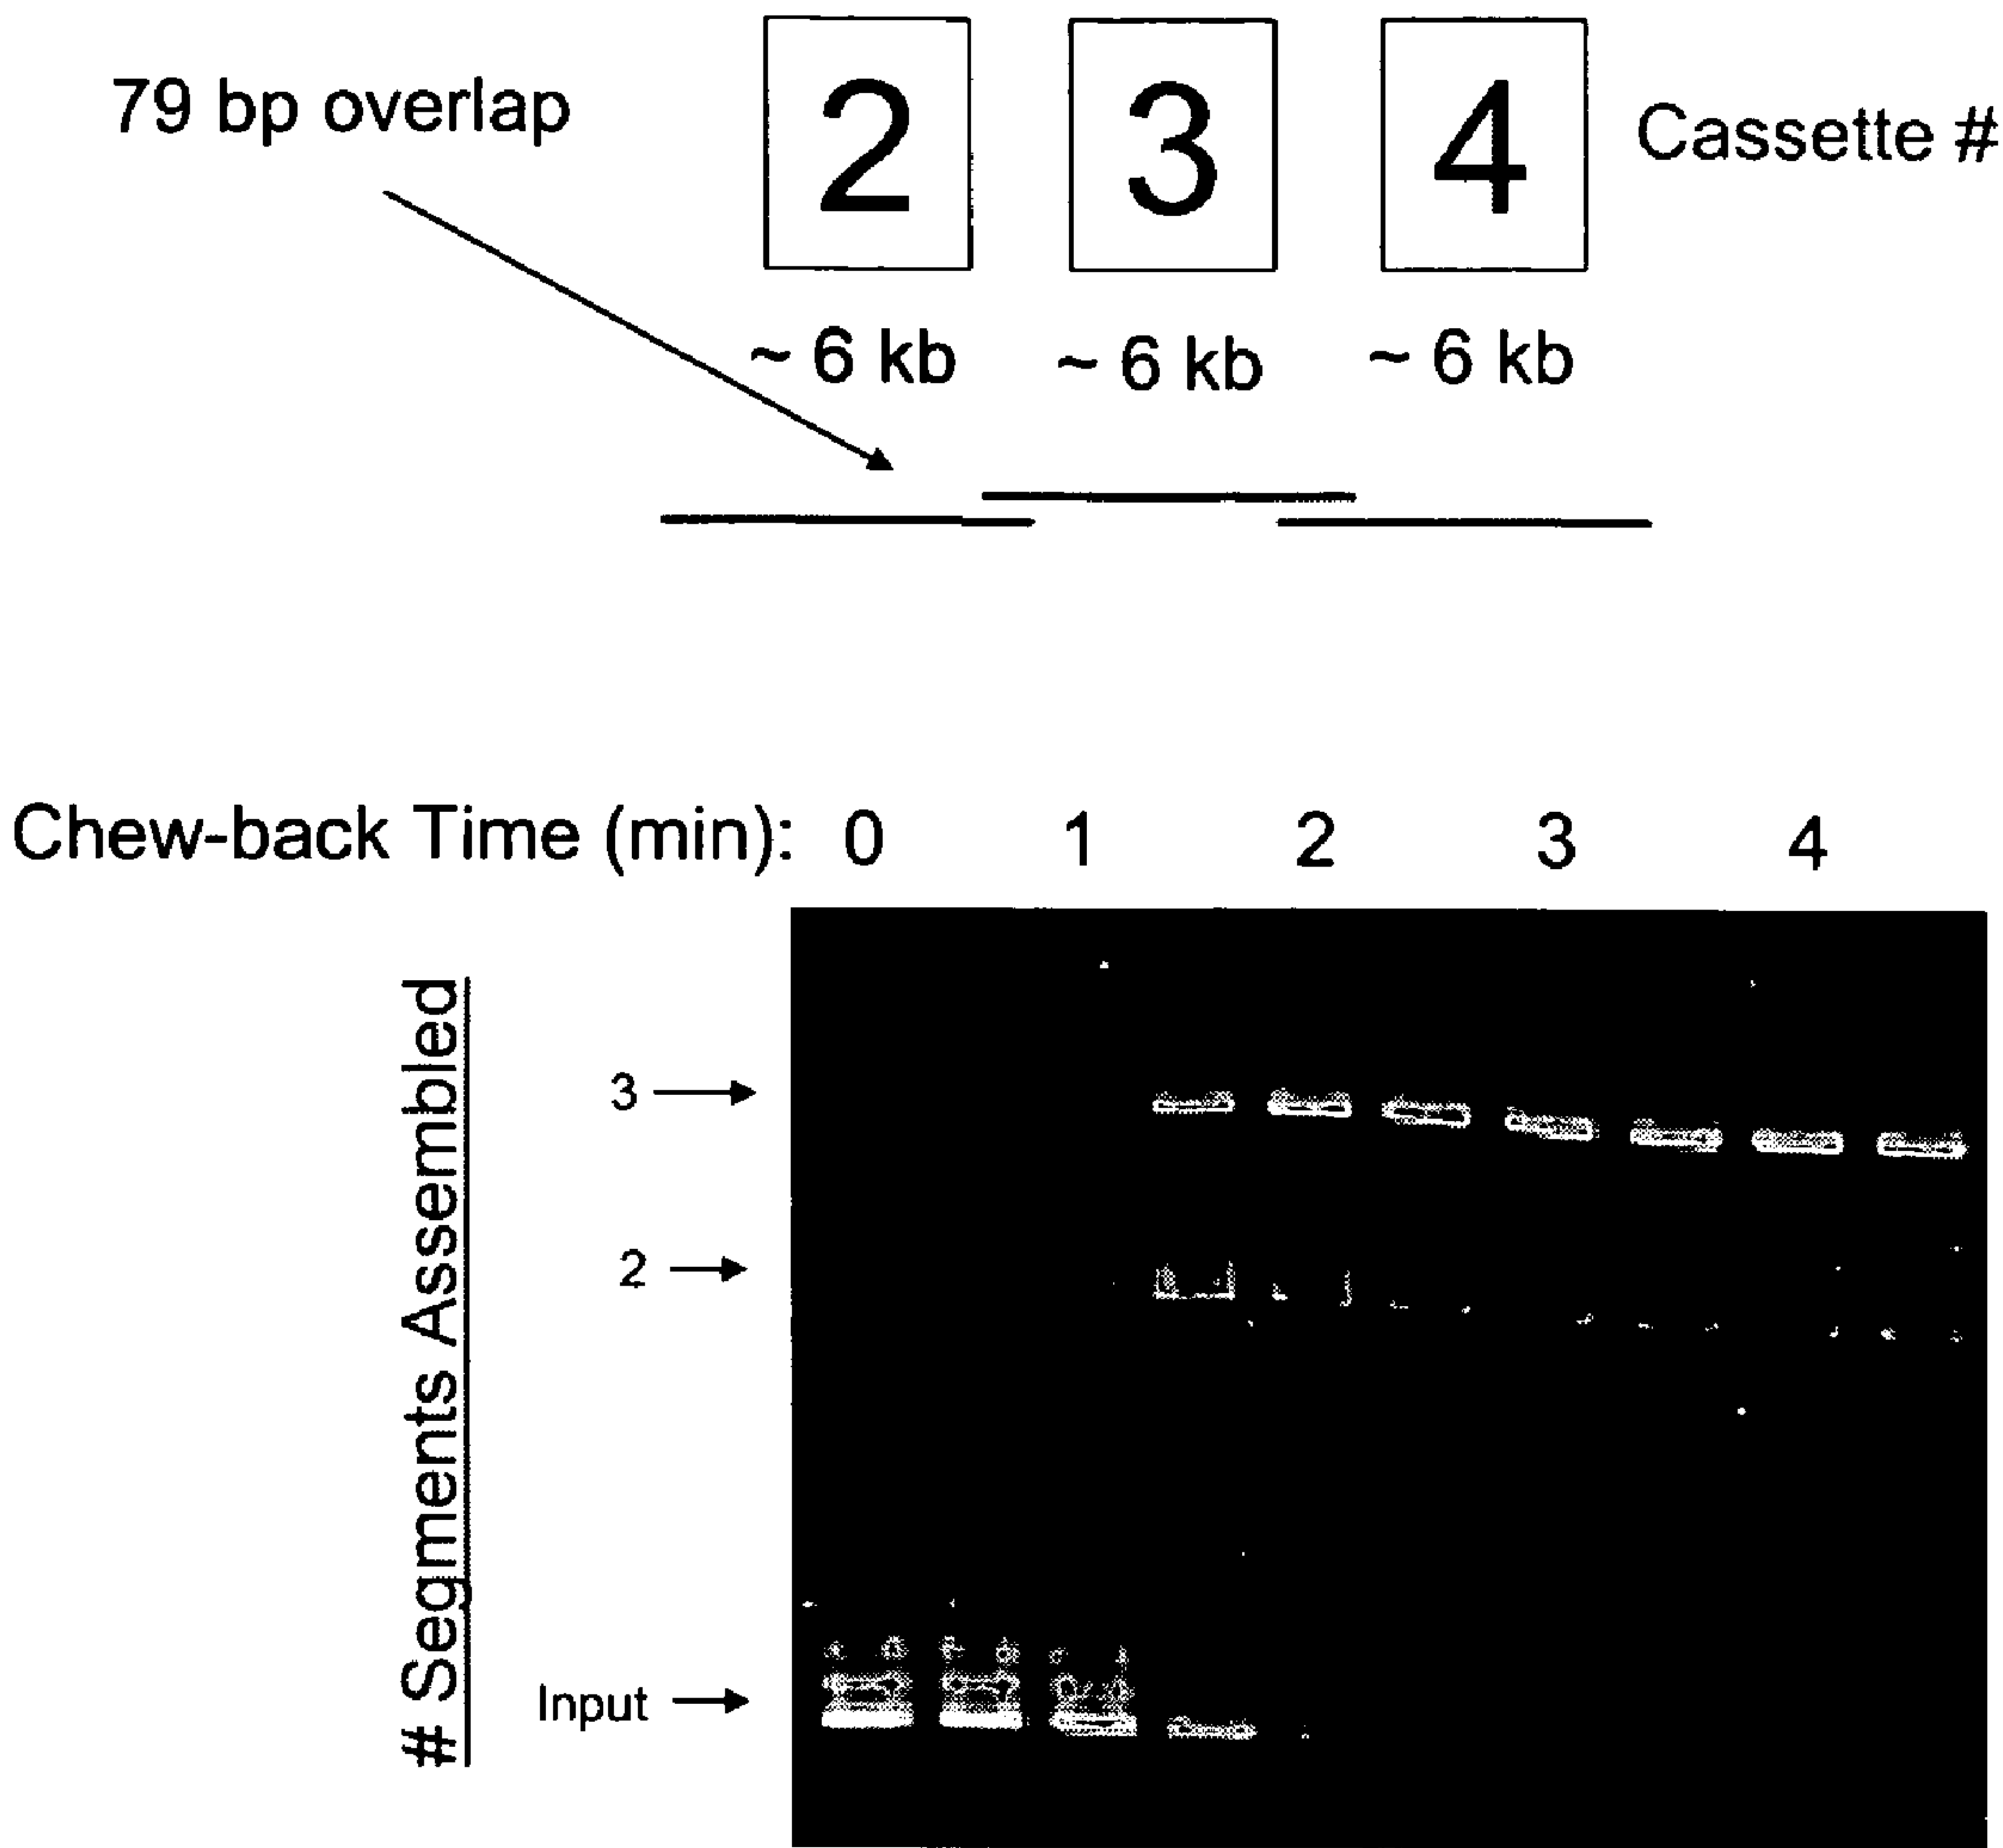 79 bp overlap
2 3 4 Cassette #
~ 6 kb ~ 6 kb ~ 6 kb
Chew-back Time (min): 0 1 2 3 4
# Segments Assembled
3
2
Input